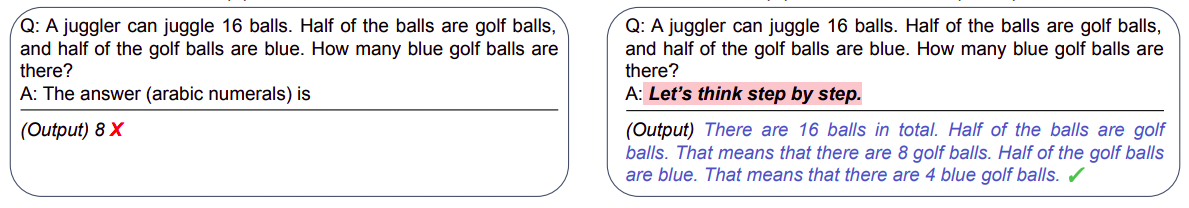 Q: A juggler can juggle 16 balls. Half of the balls are golf balls,
and half of the golf balls are blue. How many blue golf balls are
there?
A: The answer (arabic numerals) is
(Output) 8 X
Q: A juggler can juggle 16 balls. Half of the balls are golf balls,
and half of the golf balls are blue. How many blue golf balls are
there?
A: Let’s think step by step.
(Output) There are 16 balls in total. Half of the balls are golf
balls. That means that there are 8 golf balls. Half of the golf balls
are blue. That means that there are 4 blue golf balls. ✓